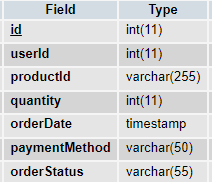 Field Type
id int(11)
userId int(11)
productId varchar(255)
quantity int(11)
orderDate timestamp
paymentMethod varchar(50)
orderStatus varchar(55)